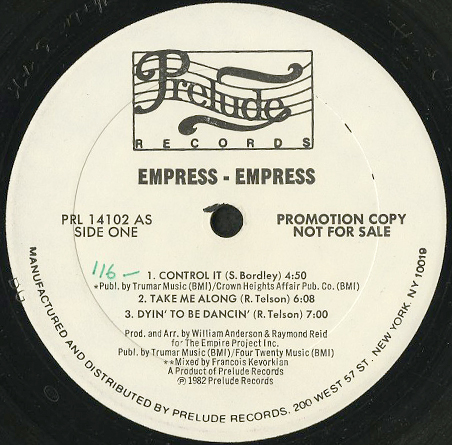 Prelude
RECORDS
EMPRESS - EMPRESS
PRL 14102 AS
SIDE ONE
PROMOTION COPY
NOT FOR SALE
116 -
1. CONTROL IT (S. Bordley) 4:50
*Publ. by Trumar Music (BMI)/Crown Heights Affair Pub. Co. (BMI)
2. TAKE ME ALONG (R. Telson) 6:08
3. DYIN' TO BE DANCIN' (R. Telson) 7:00
Prod. and Arr. by William Anderson & Raymond Reid
for The Empire Project Inc.
Publ. by Trumar Music (BMI)/Four Twenty Music (BMI)
**Mixed by Francois Kevorkian
A Product of Prelude Records
℗ 1982 Prelude Records
MANUFACTURED AND DISTRIBUTED BY PRELUDE RECORDS, 200 WEST 57 ST. NEW YORK, NY 10019